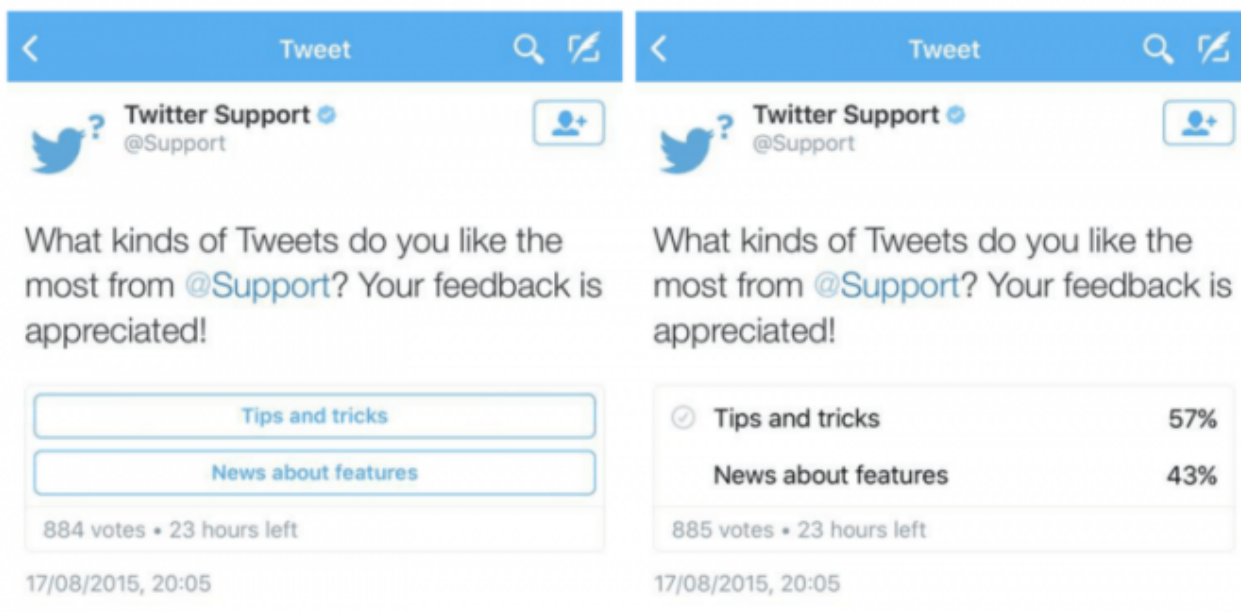 Tweet
Twitter Support
@Support
What kinds of Tweets do you like the
most from @Support? Your feedback is
appreciated!
Tips and tricks
News about features
884 votes • 23 hours left
17/08/2015, 20:05
Tweet
Twitter Support
@Support
What kinds of Tweets do you like the
most from @Support? Your feedback is
appreciated!
Tips and tricks 57%
News about features 43%
885 votes • 23 hours left
17/08/2015, 20:05